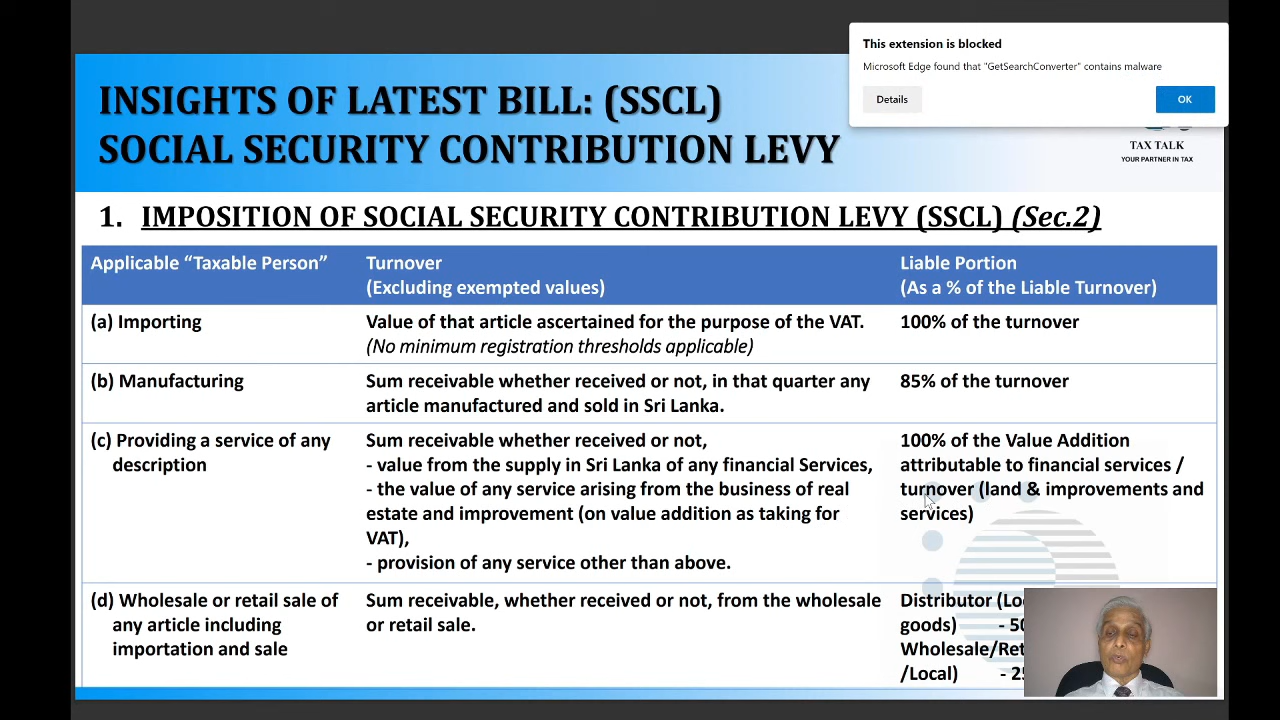 This extension is blocked
Microsoft Edge found that "GetSearchConverter" contains malware
Details
OK
INSIGHTS OF LATEST BILL: (SSCL)
SOCIAL SECURITY CONTRIBUTION LEVY
TAX TALK
YOUR PARTNER IN TAX
1. IMPOSITION OF SOCIAL SECURITY CONTRIBUTION LEVY (SSCL) (Sec.2)
Applicable “Taxable Person”
Turnover
(Excluding exempted values)
Liable Portion
(As a % of the Liable Turnover)
(a) Importing
Value of that article ascertained for the purpose of the VAT.
(No minimum registration thresholds applicable)
100% of the turnover
(b) Manufacturing
Sum receivable whether received or not, in that quarter any
article manufactured and sold in Sri Lanka.
85% of the turnover
(c) Providing a service of any
description
Sum receivable whether received or not,
- value from the supply in Sri Lanka of any financial Services,
- the value of any service arising from the business of real
estate and improvement (on value addition as taking for
VAT),
- provision of any service other than above.
100% of the Value Addition
attributable to financial services /
turnover (land & improvements and
services)
(d) Wholesale or retail sale of
any article including
importation and sale
Sum receivable, whether received or not, from the wholesale
or retail sale.
Distributor
goods)
Wholesale/
/Local)